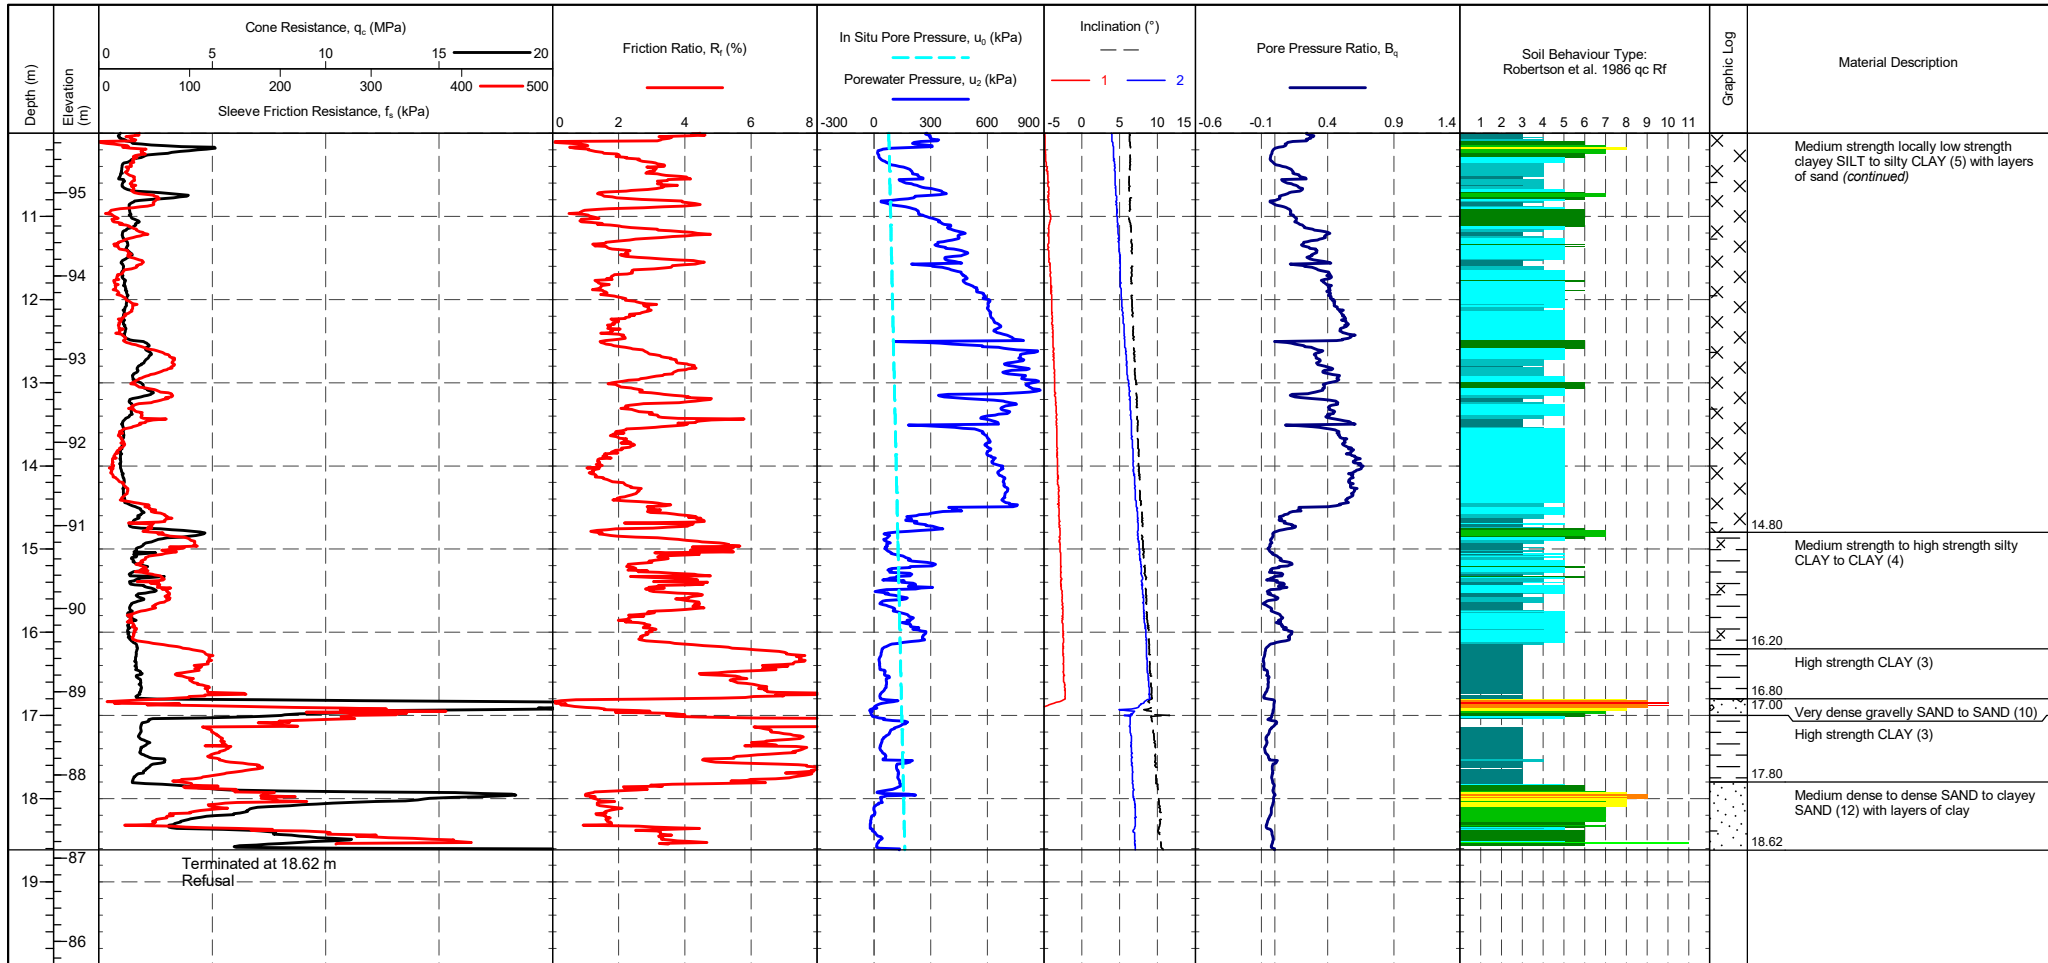 Depth (m)
Elevation (m)
Cone Resistance, qc (MPa)
0 5 10 15 20
0 100 200 300 400 500
Sleeve Friction Resistance, fs (kPa)
Friction Ratio, Rf (%)
0 2 4 6 8
In Situ Pore Pressure, u0 (kPa)
Porewater Pressure, u2 (kPa)
-300 0 300 600 900
Inclination (°)
1 2
-5 0 5 10 15
Pore Pressure Ratio, Bq
-0.6 -0.1 0.4 0.9 1.4
Soil Behaviour Type:
Robertson et al. 1986 qc Rf
1 2 3 4 5 6 7 8 9 10 11
Graphic Log
Material Description
Medium strength locally low strength
clayey SILT to silty CLAY (5) with layers
of sand (continued)
95
11
94
12
93
13
92
14
91
14.80
15
Medium strength to high strength silty
CLAY to CLAY (4)
90
16
16.20
High strength CLAY (3)
89
16.80
17
17.00
Very dense gravelly SAND to SAND (10)
High strength CLAY (3)
88
17.80
18
Medium dense to dense SAND to clayey
SAND (12) with layers of clay
18.62
87
Terminated at 18.62 m
Refusal
19
86